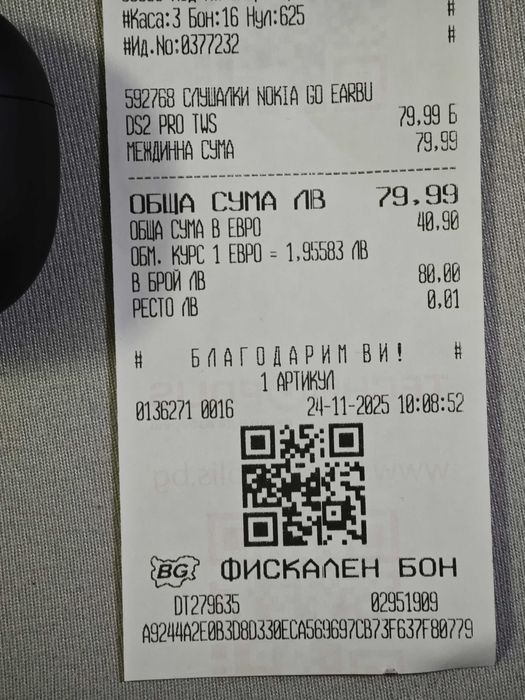 #Каса:3 Бон:16 Нул:625 #
#Ид.No:0377232 #
592768 СЛУШАЛКИ NOKIA GO EARBU
DS2 PRO TWS 79,99 Б
МЕЖДИННА СУМА 79,99
ОБЩА СУМА ЛВ 79,99
ОБЩА СУМА В ЕВРО 40,90
ОБМ. КУРС 1 ЕВРО = 1,95583 ЛВ
В БРОЙ ЛВ 80,00
РЕСТО ЛВ 0,01
# БЛАГОДАРИМ ВИ! #
1 АРТИКУЛ
0136271 0016 24-11-2025 10:08:52
BG ФИСКАЛЕН БОН
DT279635 02951909
A9244A2E0B3D8D330ECA569697CB73F637F80779